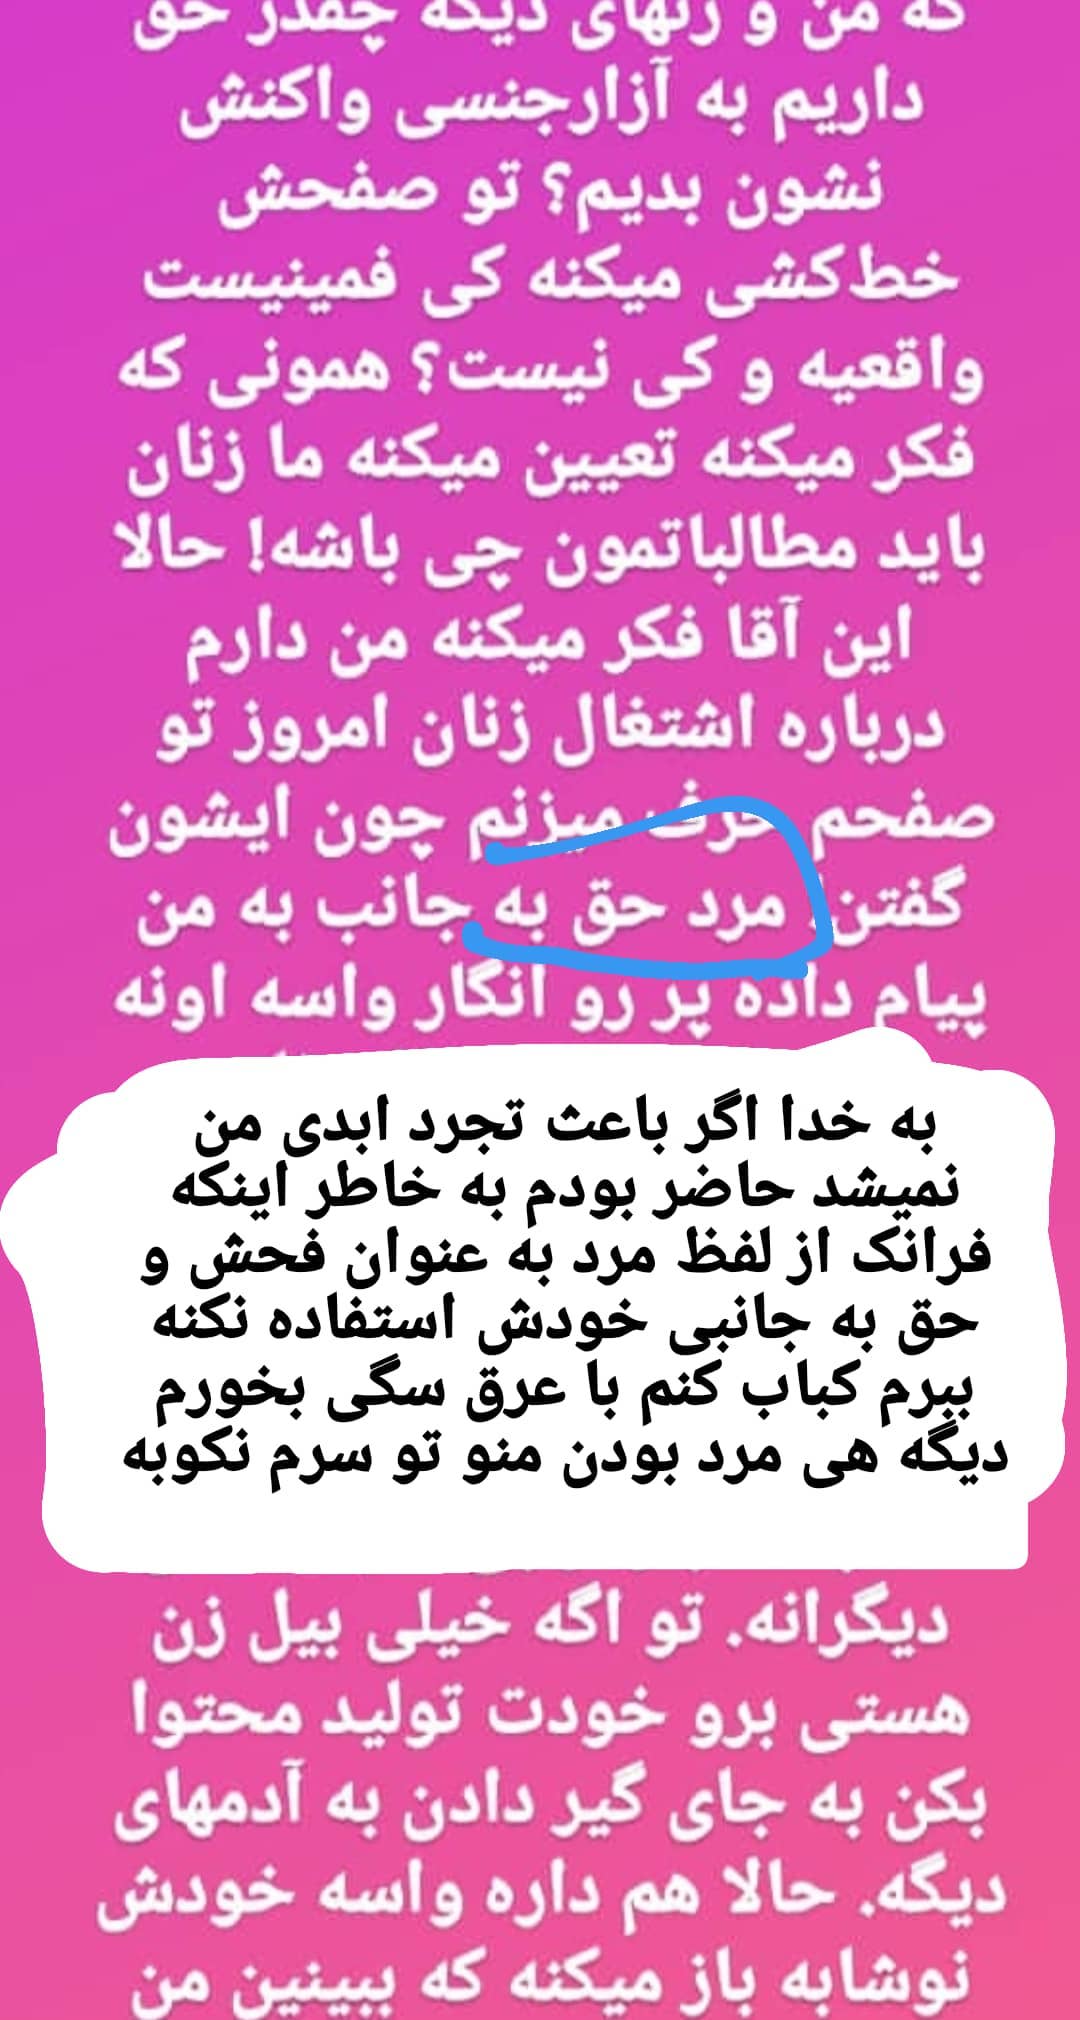 که من و زنهای دیگه چقدر حق
داریم به آزارجنسی واکنش
نشون بدیم؟ تو صفحش
خط‌کشی میکنه کی فمینیست
واقعیه و کی نیست؟ همونی که
فکر میکنه تعیین میکنه ما زنان
باید مطالباتمون چی باشه! حالا
این آقا فکر میکنه من دارم
درباره اشتغال زنان امروز تو
صفحم حرف میزنم چون ایشون
گفتن! مرد حق به جانب به من
پیام داده پر رو انگار واسه اونه
به خدا اگر باعث تجرد ابدی من
نمیشد حاضر بودم به خاطر اینکه
فرانک از لفظ مرد به عنوان فحش و
حق به جانبی خودش استفاده نکنه
ببرم کباب کنم با عرق سگی بخورم
دیگه هی مرد بودن منو تو سرم نکوبه
دیگرانه. تو اگه خیلی بیل زن
هستی برو خودت تولید محتوا
بکن به جای گیر دادن به آدمهای
دیگه. حالا هم داره واسه خودش
نوشابه باز میکنه که ببینین من